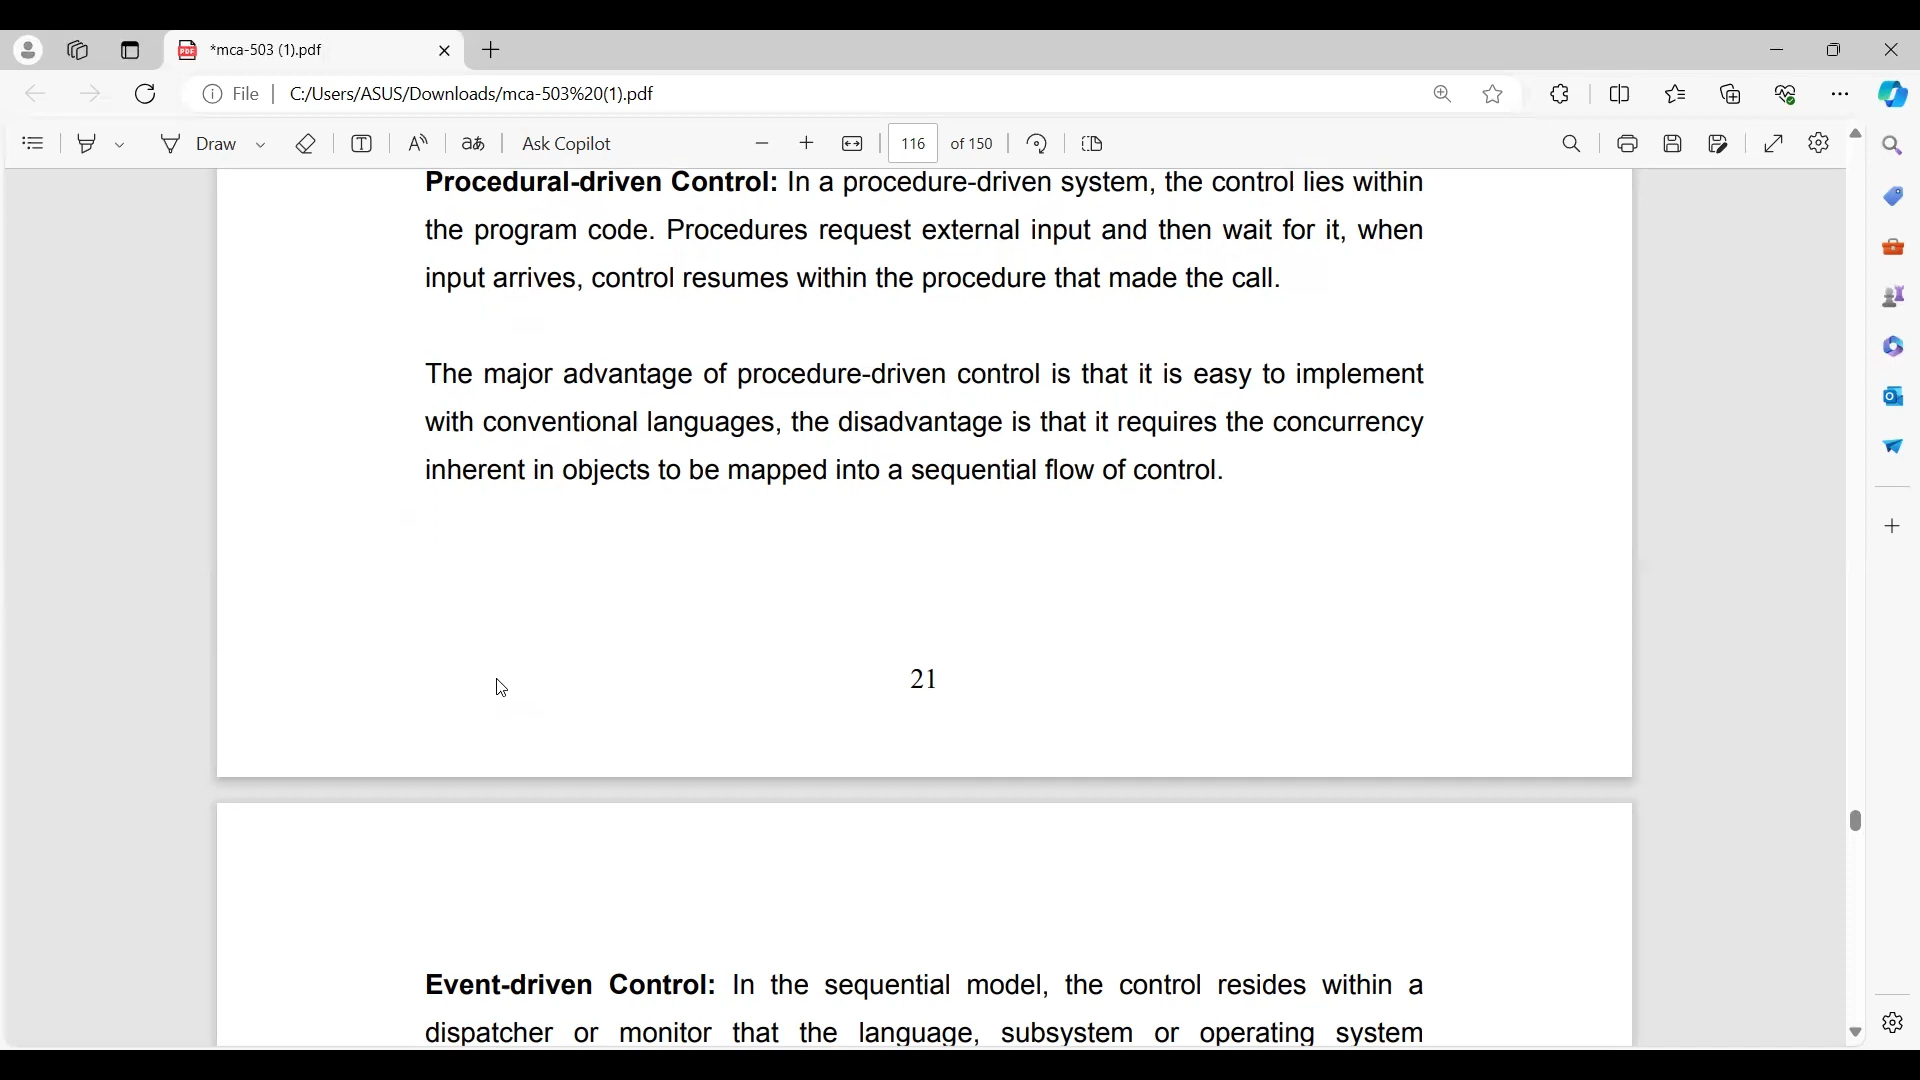 *mca-503 (1).pdf
File C:/Users/ASUS/Downloads/mca-503%20(1).pdf
Draw aあ Ask Copilot 116 of 150
Procedural-driven Control: In a procedure-driven system, the control lies within
the program code. Procedures request external input and then wait for it, when
input arrives, control resumes within the procedure that made the call.
The major advantage of procedure-driven control is that it is easy to implement
with conventional languages, the disadvantage is that it requires the concurrency
inherent in objects to be mapped into a sequential flow of control.
21
Event-driven Control: In the sequential model, the control resides within a
dispatcher or monitor that the language, subsystem or operating system